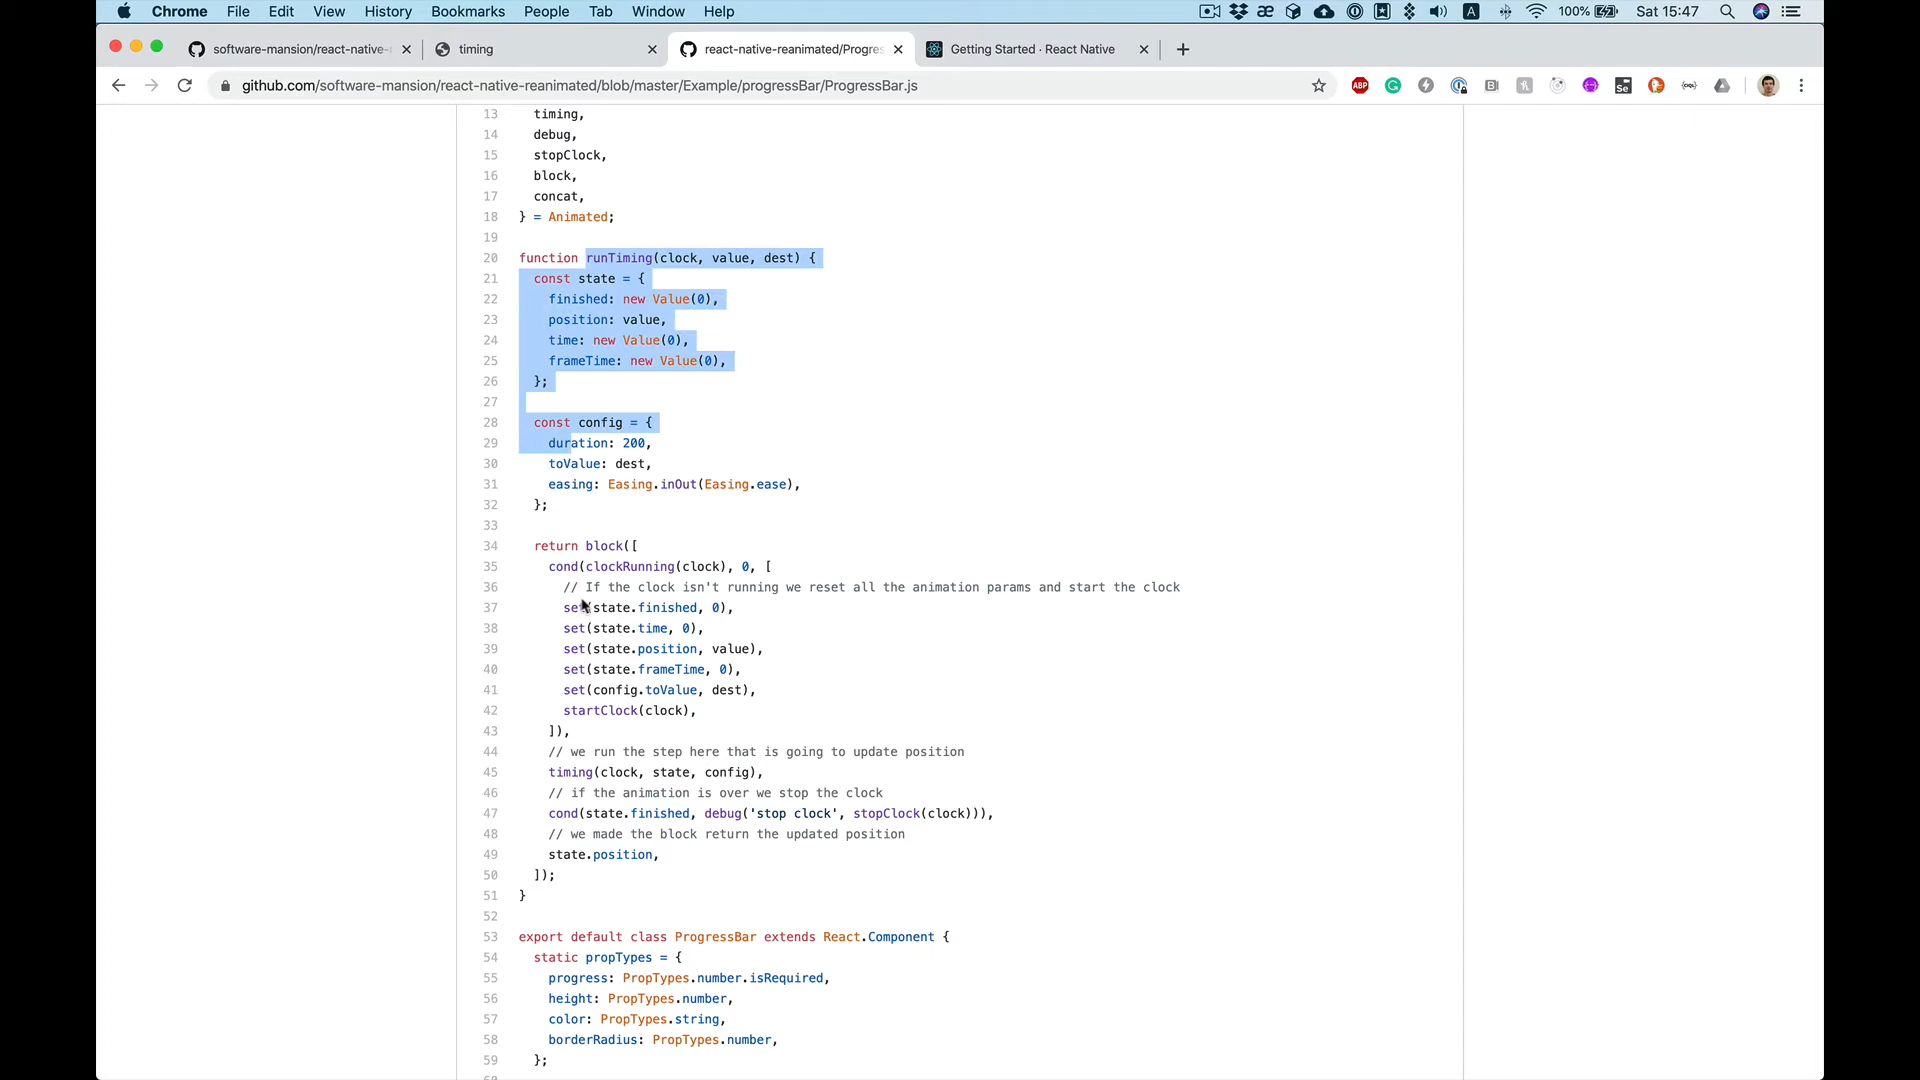 Chrome File Edit View History Bookmarks People Tab Window Help 100% Sat 15:47
software-mansion/react-native- timing react-native-reanimated/Progres Getting Started · React Native
github.com/software-mansion/react-native-reanimated/blob/master/Example/progressBar/ProgressBar.js
13 timing,
14 debug,
15 stopClock,
16 block,
17 concat,
18 } = Animated;
19
20 function runTiming(clock, value, dest) {
21 const state = {
22 finished: new Value(0),
23 position: value,
24 time: new Value(0),
25 frameTime: new Value(0),
26 };
27
28 const config = {
29 duration: 200,
30 toValue: dest,
31 easing: Easing.inOut(Easing.ease),
32 };
33
34 return block([
35 cond(clockRunning(clock), 0, [
36 // If the clock isn't running we reset all the animation params and start the clock
37 set(state.finished, 0),
38 set(state.time, 0),
39 set(state.position, value),
40 set(state.frameTime, 0),
41 set(config.toValue, dest),
42 startClock(clock),
43 ]),
44 // we run the step here that is going to update position
45 timing(clock, state, config),
46 // if the animation is over we stop the clock
47 cond(state.finished, debug('stop clock', stopClock(clock))),
48 // we made the block return the updated position
49 state.position,
50 ]);
51 }
52
53 export default class ProgressBar extends React.Component {
54 static propTypes = {
55 progress: PropTypes.number.isRequired,
56 height: PropTypes.number,
57 color: PropTypes.string,
58 borderRadius: PropTypes.number,
59 };